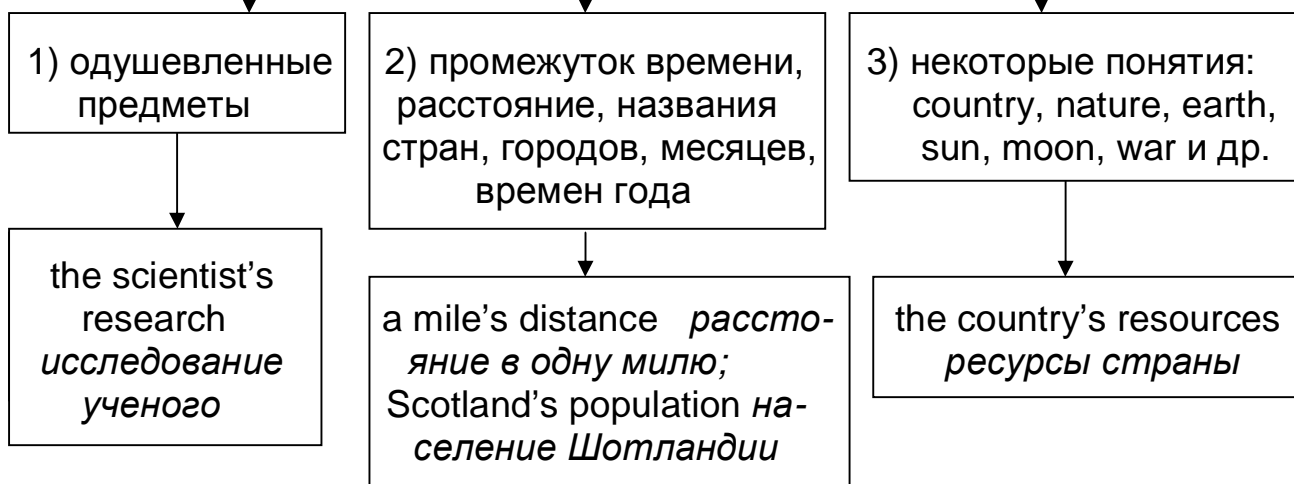 1) одушевленные
предметы
2) промежуток времени,
расстояние, названия
стран, городов, месяцев,
времен года
3) некоторые понятия:
country, nature, earth,
sun, moon, war и др.
the scientist's
research
исследование
ученого
a mile's distance рассто-
яние в одну милю;
Scotland's population на-
селение Шотландии
the country's resources
ресурсы страны